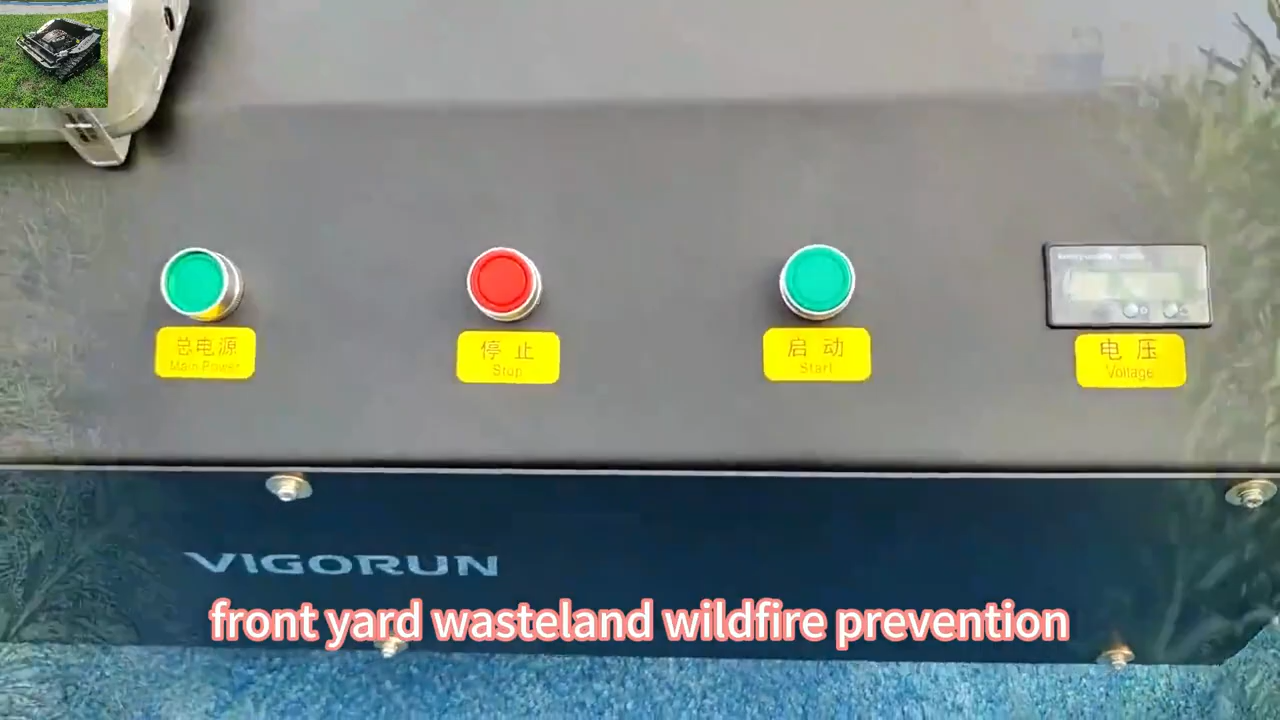 总电源
Main Power
停止
Stop
启动
Start
电压
Voltage
VIGORUN
front yard wasteland wildfire prevention